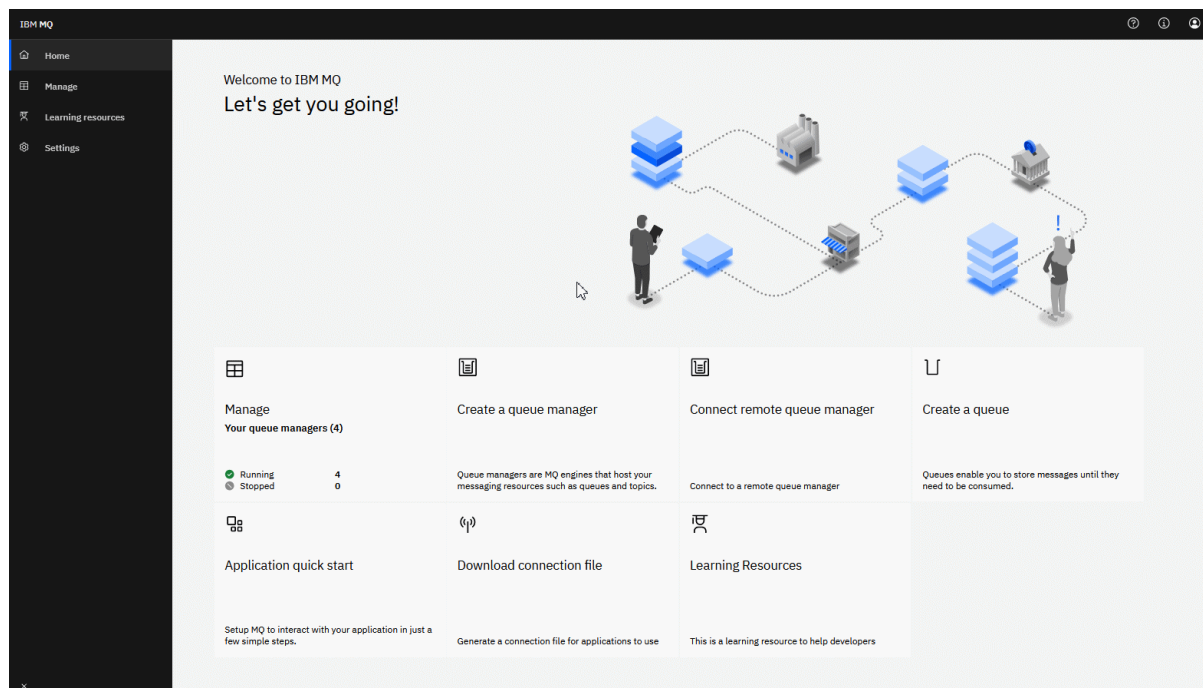 IBM MQ
Home
Manage
Learning resources
Settings
Welcome to IBM MQ
Let's get you going!
Manage
Your queue managers (4)
Running 4
Stopped 0
Create a queue manager
Queue managers are MQ engines that host your
messaging resources such as queues and topics.
Connect remote queue manager
Connect to a remote queue manager
Create a queue
Queues enable you to store messages until they
need to be consumed.
Application quick start
Setup MQ to interact with your application in just a
few simple steps.
Download connection file
Generate a connection file for applications to use
Learning Resources
This is a learning resource to help developers